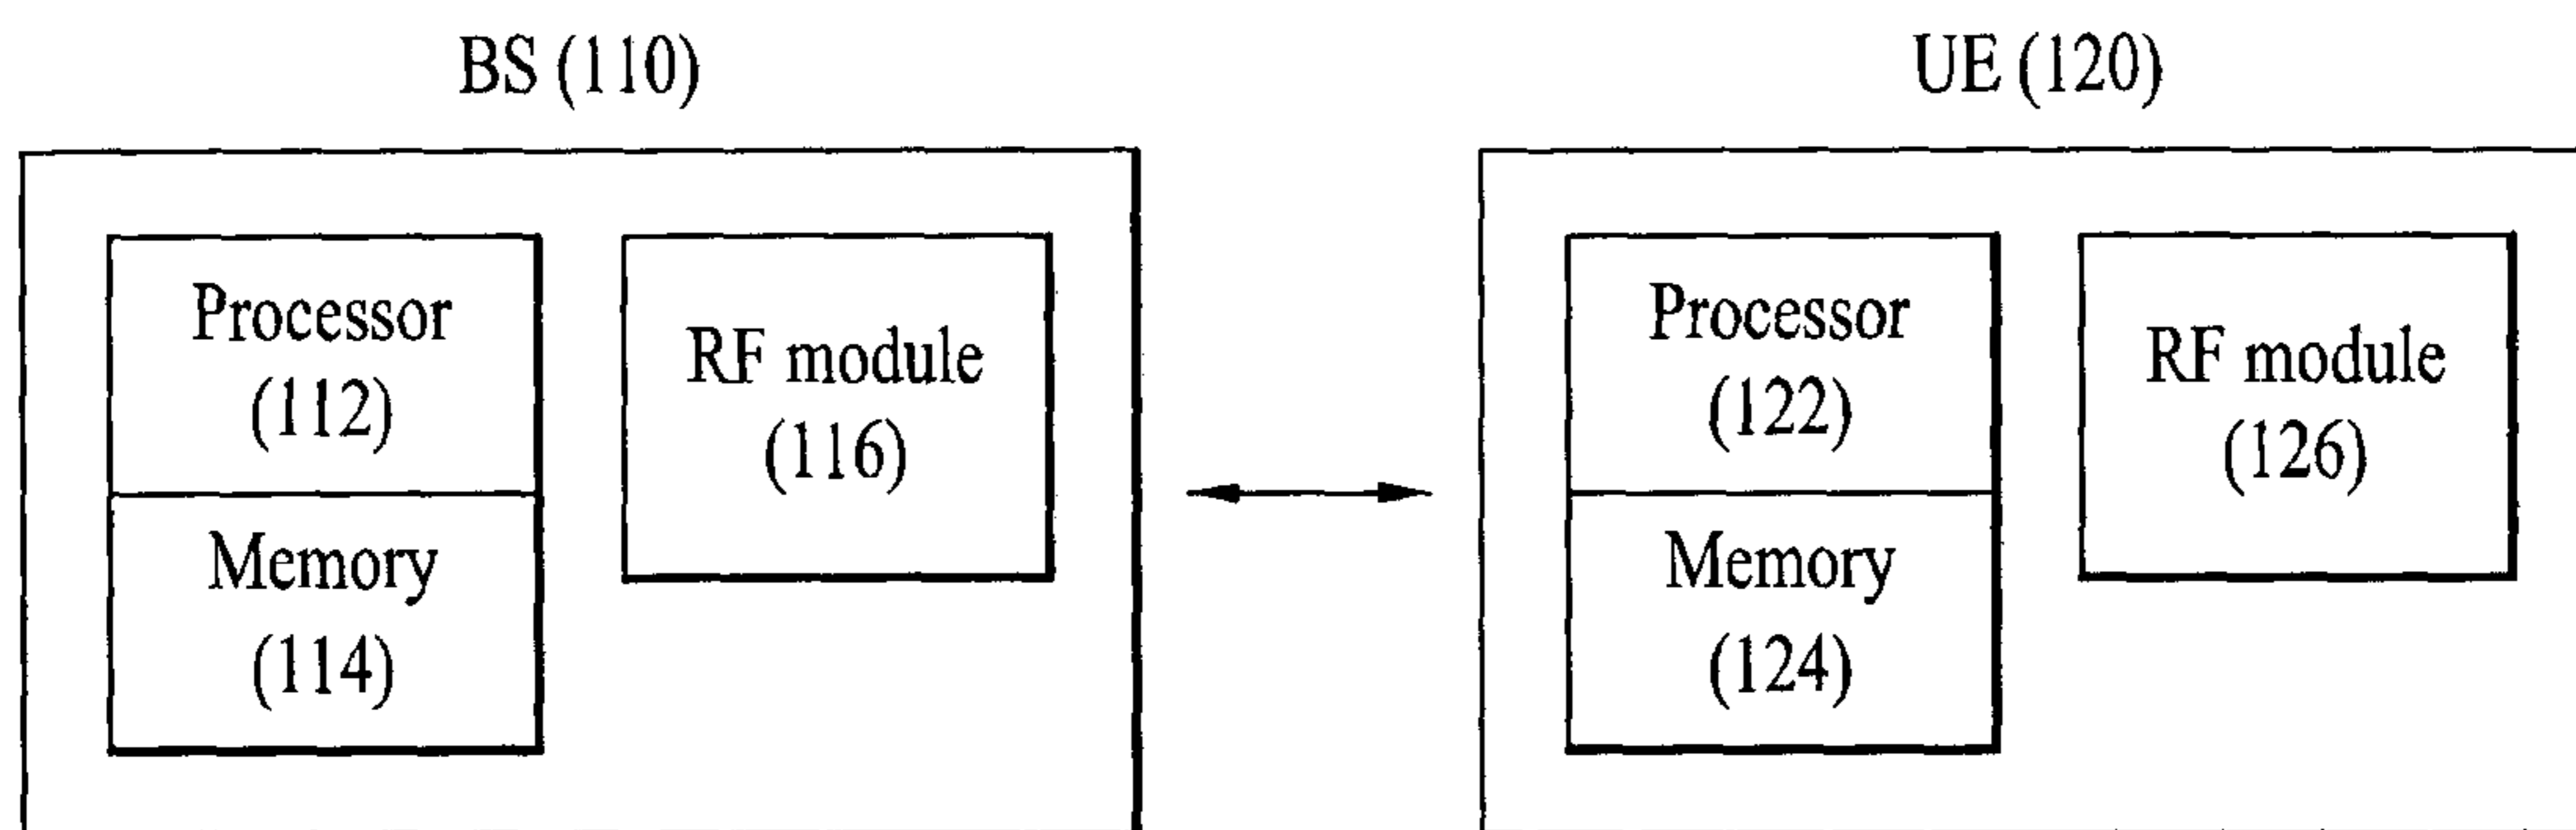 BS (110)
UE (120)
Processor
(112)
RF module
(116)
Memory
(114)
Processor
(122)
RF module
(126)
Memory
(124)